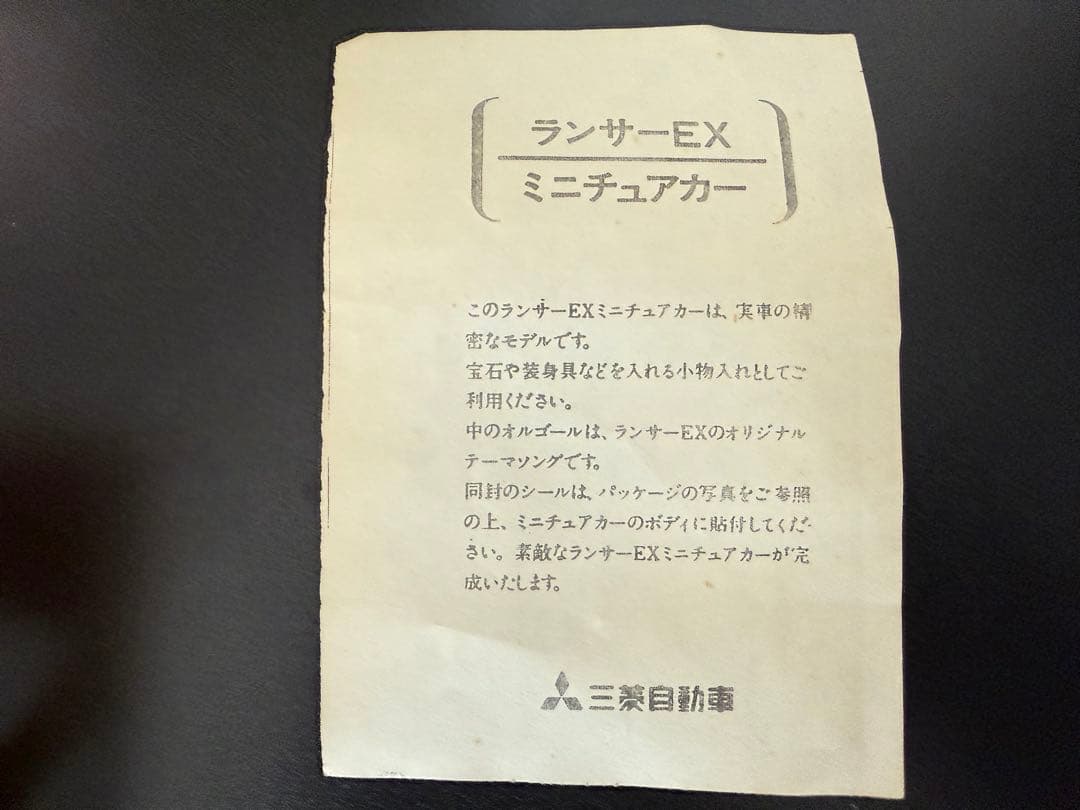 ランサーEX
ミニチュアカー
このランサーEXミニチュアカーは、実車の精
密なモデルです。
宝石や装身具などを入れる小物入れとしてご
利用ください。
中のオルゴールは、ランサーEXのオリジナル
テーマソングです。
同封のシールは、パッケージの写真をご参照
の上、ミニチュアカーのボディに貼付してくだ
さい。素敵なランサーEXミニチュアカーが完
成いたします。
三菱自動車